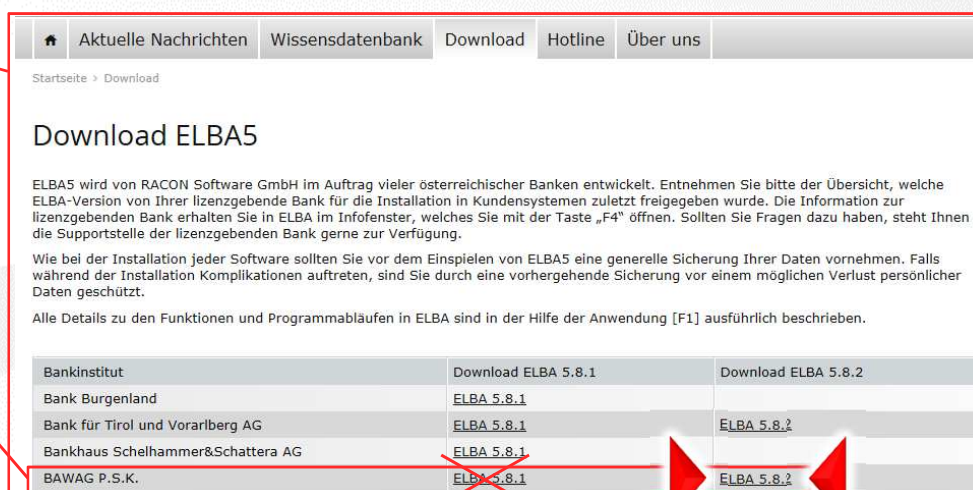 Aktuelle Nachrichten Wissensdatenbank Download Hotline Über uns
Startseite > Download
Download ELBA5
ELBA5 wird von RACON Software GmbH im Auftrag vieler österreichischer Banken entwickelt. Entnehmen Sie bitte der Übersicht, welche
ELBA-Version von Ihrer lizenzgebende Bank für die Installation in Kundensystemen zuletzt freigegeben wurde. Die Information zur
lizenzgebenden Bank erhalten Sie in ELBA im Infofenster, welches Sie mit der Taste „F4“ öffnen. Sollten Sie Fragen dazu haben, steht Ihnen
die Supportstelle der lizenzgebenden Bank gerne zur Verfügung.
Wie bei der Installation jeder Software sollten Sie vor dem Einspielen von ELBA5 eine generelle Sicherung Ihrer Daten vornehmen. Falls
während der Installation Komplikationen auftreten, sind Sie durch eine vorhergehende Sicherung vor einem möglichen Verlust persönlicher
Daten geschützt.
Alle Details zu den Funktionen und Programmabläufen in ELBA sind in der Hilfe der Anwendung [F1] ausführlich beschrieben.
Bankinstitut Download ELBA 5.8.1 Download ELBA 5.8.2
Bank Burgenland ELBA 5.8.1
Bank für Tirol und Vorarlberg AG ELBA 5.8.1 ELBA 5.8.2
Bankhaus Schelhammer&Schattera AG ELBA 5.8.1
BAWAG P.S.K. ELBA 5.8.1 ELBA 5.8.2